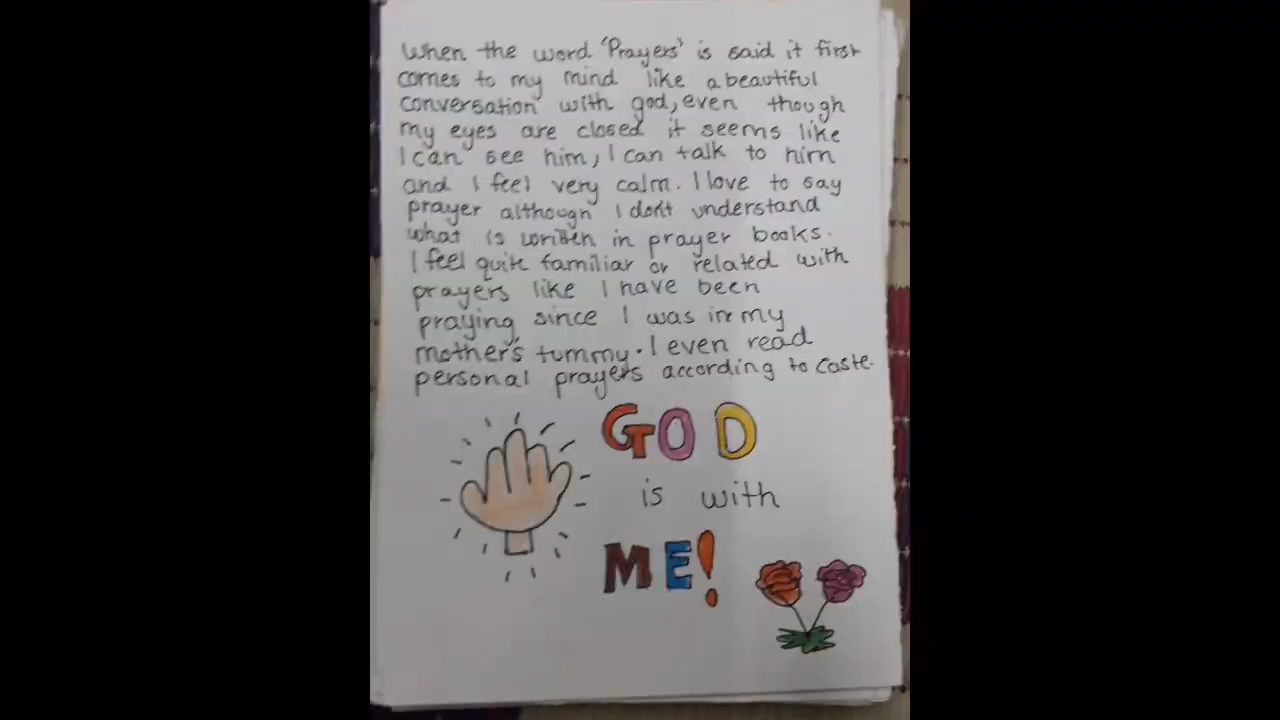 When the word 'Prayers' is said it first
comes to my mind like a beautiful
conversation with god, even though
my eyes are closed it seems like
I can see him, I can talk to him
and I feel very calm. I love to say
prayer although I don't understand
what is written in prayer books.
I feel quite familiar or related with
prayers like I have been
praying since I was in my
mother's tummy. I even read
personal prayers according to caste.
GOD
is with
ME!